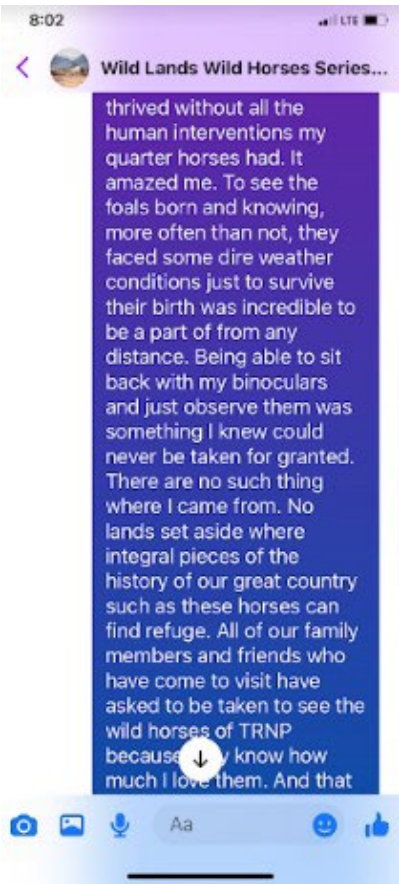 8:02
LTE
Wild Lands Wild Horses Series...
thrived without all the
human interventions my
quarter horses had. It
amazed me. To see the
foals born and knowing,
more often than not, they
faced some dire weather
conditions just to survive
their birth was incredible to
be a part of from any
distance. Being able to sit
back with my binoculars
and just observe them was
something I knew could
never be taken for granted.
There are no such thing
where I came from. No
lands set aside where
integral pieces of the
history of our great country
such as these horses can
find refuge. All of our family
members and friends who
have come to visit have
asked to be taken to see the
wild horses of TRNP
because know how
much I love them. And that
Aa